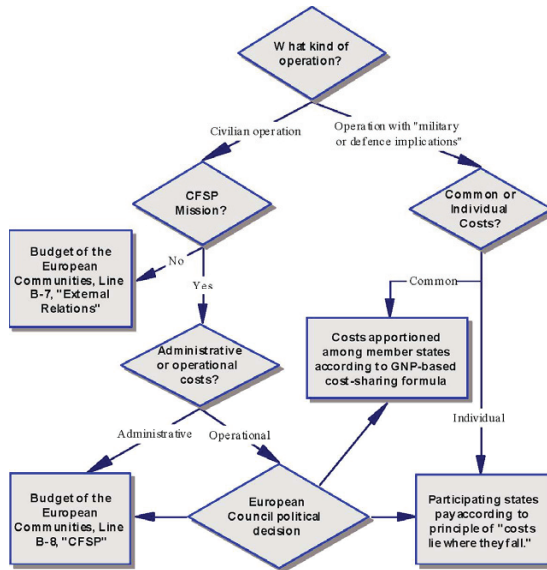 What kind of
operation?
Civilian operation
Operation with "military
or defence implications"
CFSP
Mission?
Common or
Individual
Costs?
No
Budget of the
European
Communities, Line
B-7, "External
Relations"
Yes
Common
Costs apportioned
among member states
according to GNP-based
cost-sharing formula
Administrative
or operational
costs?
Individual
Administrative
Operational
Budget of the
European
Communities, Line
B-8, "CFSP"
European
Council political
decision
Participating states
payaccording to
principle of "costs
lie where they fall."